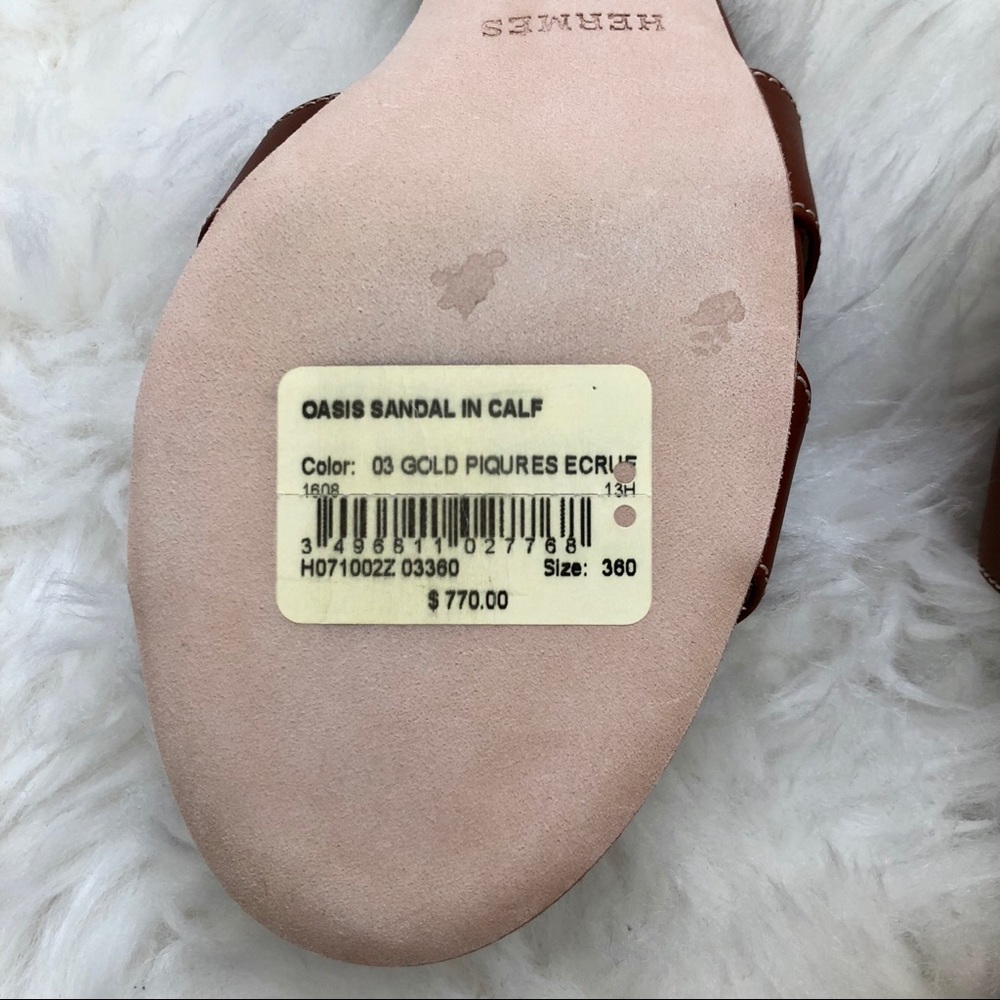 HERMES
OASIS SANDAL IN CALF
Color: 03 GOLD PIQURES ECRUE
1608 13H
3 496811 027768
H071002Z 03360 Size: 360
$ 770.00